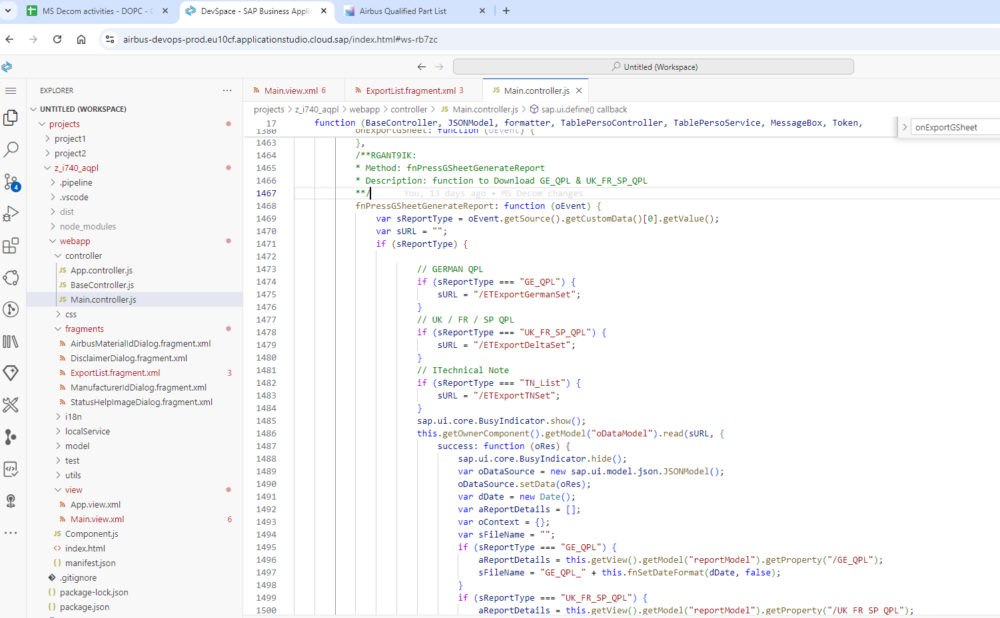 MS Decom activities - DOPC - G
DevSpace - SAP Business Applic
Airbus Qualified Part List
airbus-devops-prod.eu10cf.applicationstudio.cloud.sap/index.html#ws-rb7zc
Untitled (Workspace)
EXPLORER
UNTITLED (WORKSPACE)
projects
project1
project2
z_i740_aqpl
.pipeline
.vscode
dist
node_modules
webapp
controller
JS App.controller.js
JS BaseController.js
JS Main.controller.js
css
fragments
AirbusMaterialIdDialog.fragment.xml
DisclaimerDialog.fragment.xml
ExportList.fragment.xml 3
ManufacturerIdDialog.fragment.xml
StatusHelpImageDialog.fragment.xml
i18n
localService
model
test
utils
view
App.view.xml
Main.view.xml 6
JS Component.js
<> index.html
{} manifest.json
.gitignore
{} package-lock.json
{} package.json
4
Main.view.xml 6
ExportList.fragment.xml 3
JS Main.controller.js
projects > z_i740_aqpl > webapp > controller > JS Main.controller.js > sap.ui.define() callback
onExportGSheet
17 function (BaseController, JSONModel, formatter, TablePersoController, TablePersoService, MessageBox, Token,
1380 onExportGSheet: function (oEvent) {
1463 },
1464 /**RGANT9IK:
1465 * Method: fnPressGSheetGenerateReport
1466 * Description: function to Download GE_QPL & UK_FR_SP_QPL
1467 **/ You, 13 days ago • MS Decom changes
1468 fnPressGSheetGenerateReport: function (oEvent) {
1469 var sReportType = oEvent.getSource().getCustomData()[0].getValue();
1470 var sURL = "";
1471 if (sReportType) {
1472
1473 // GERMAN QPL
1474 if (sReportType === "GE_QPL") {
1475 sURL = "/ETExportGermanSet";
1476 }
1477 // UK / FR / SP QPL
1478 if (sReportType === "UK_FR_SP_QPL") {
1479 sURL = "/ETExportDeltaSet";
1480 }
1481 // ITechnical Note
1482 if (sReportType === "TN_List") {
1483 sURL = "/ETExportTNSet";
1484 }
1485 sap.ui.core.BusyIndicator.show();
1486 this.getOwnerComponent().getModel("oDataModel").read(sURL, {
1487 success: function (oRes) {
1488 sap.ui.core.BusyIndicator.hide();
1489 var oDataSource = new sap.ui.model.json.JSONModel();
1490 oDataSource.setData(oRes);
1491 var dDate = new Date();
1492 var aReportDetails = [];
1493 var oContext = {};
1494 var sFileName = "";
1495 if (sReportType === "GE_QPL") {
1496 aReportDetails = this.getView().getModel("reportModel").getProperty("/GE_QPL");
1497 sFileName = "GE_QPL_" + this.fnSetDateFormat(dDate, false);
1498 }
1499 if (sReportType === "UK_FR_SP_QPL") {
1500 aReportDetails = this.getView().getModel("reportModel").getProperty("/UK_FR_SP_QPL");